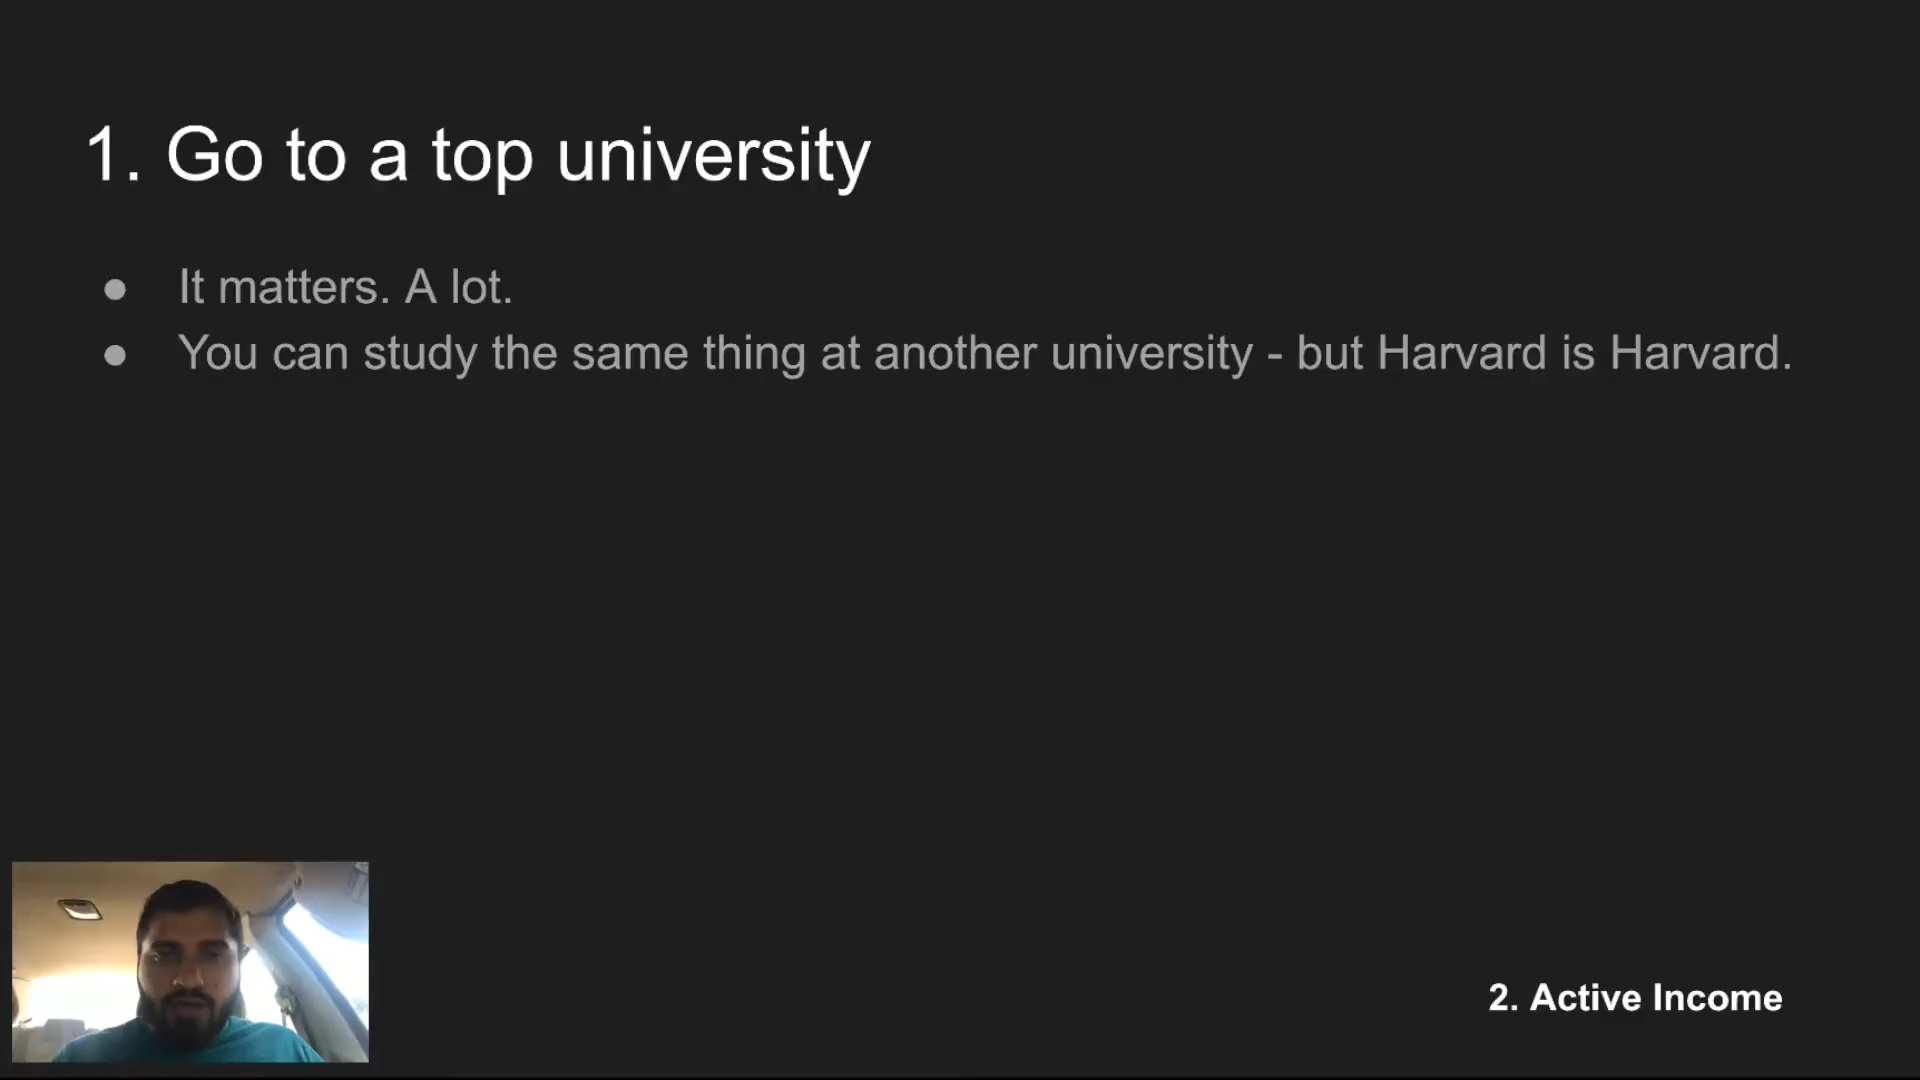 1. Go to a top university
● It matters. A lot.
● You can study the same thing at another university - but Harvard is Harvard.
2. Active Income